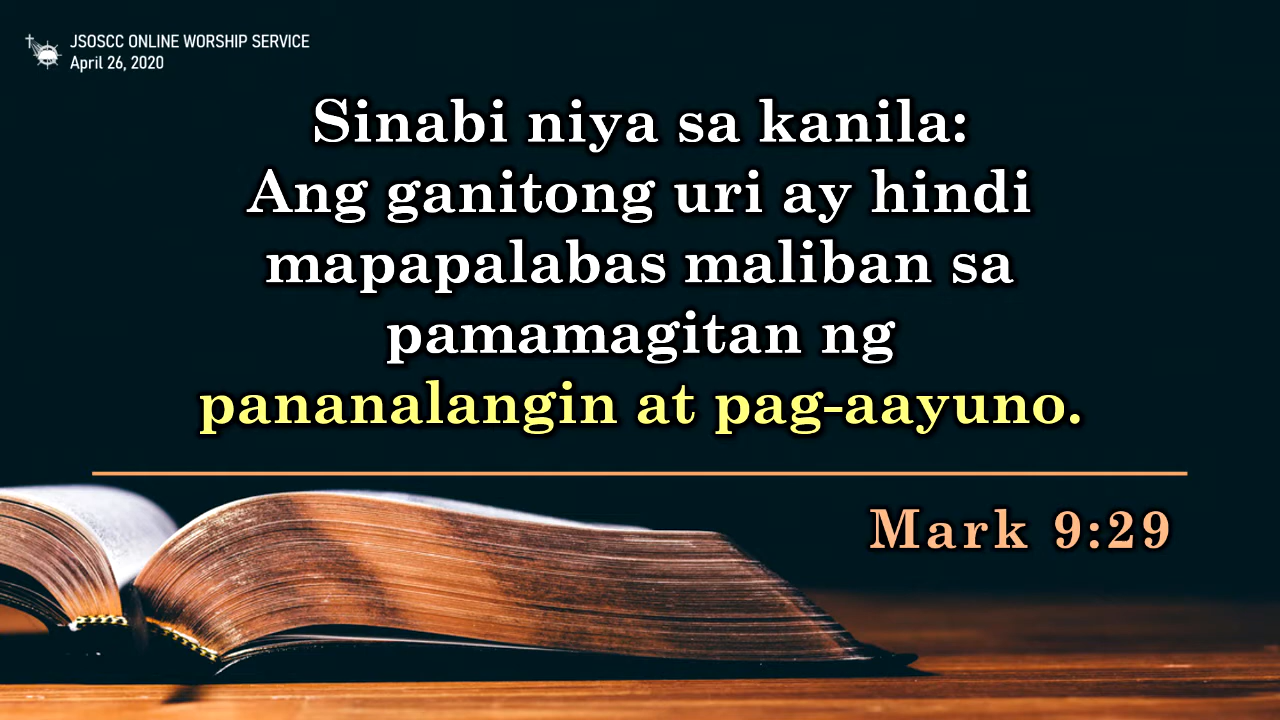 JSOSCC ONLINE WORSHIP SERVICE
April 26, 2020
Sinabi niya sa kanila:
Ang ganitong uri ay hindi
mapapalabas maliban sa
pamamagitan ng
pananalangin at pag-aayuno.
Mark 9:29